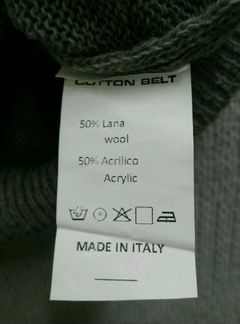 COTTON BELT
50% Lana
wool
50% Acrilico
Acrylic
MADE IN ITALY